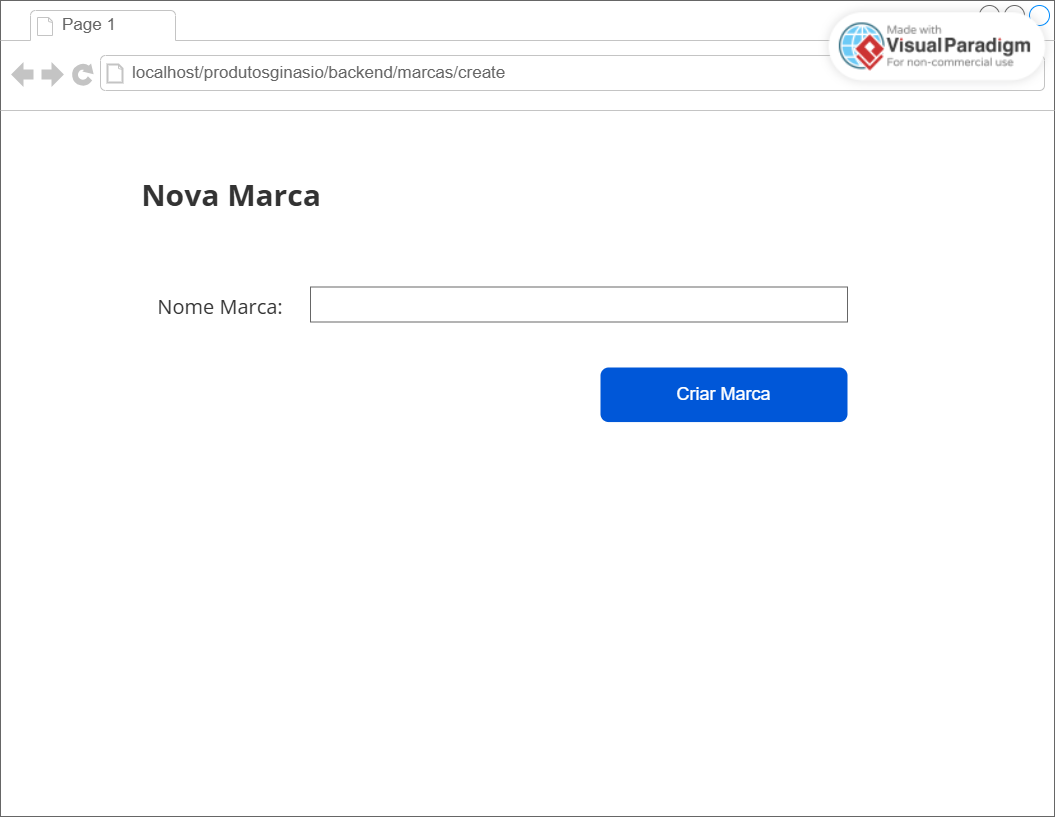 Page 1
Made with
Visual Paradigm
For non-commercial use
localhost/produtosginasio/backend/marcas/create
Nova Marca
Nome Marca:
Criar Marca